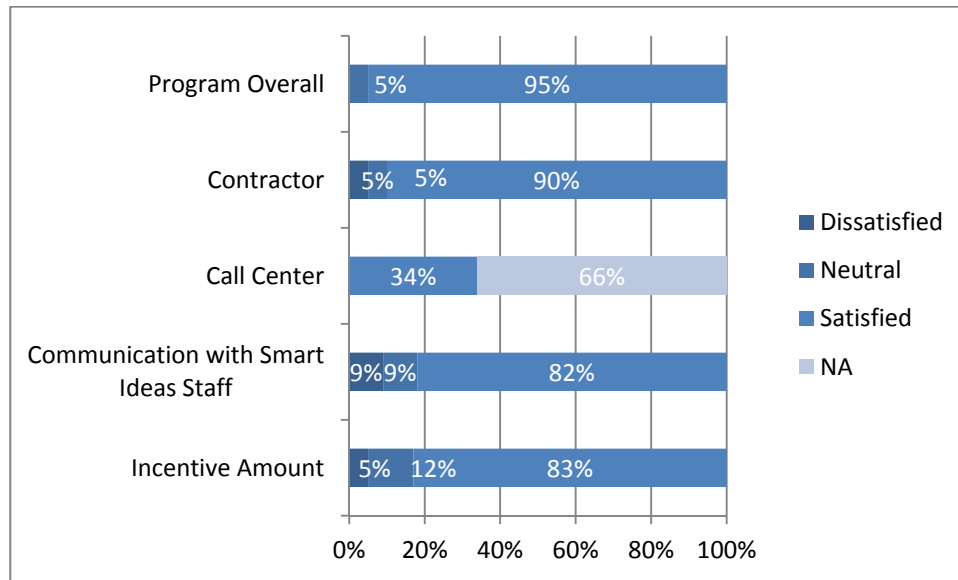 Program Overall
5%
95%
Contractor
5%
5%
90%
Call Center
34%
66%
Communication with Smart
Ideas Staff
9%
9%
82%
Incentive Amount
5%
12%
83%
0%
20%
40%
60%
80%
100%
Dissatisfied
Neutral
Satisfied
NA